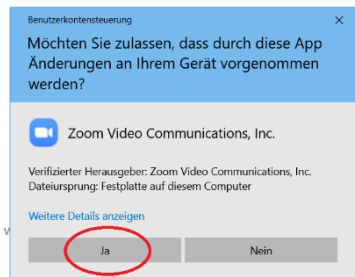 Benutzerkontensteuerung
Möchten Sie zulassen, dass durch diese App
Änderungen an Ihrem Gerät vorgenommen
werden?
Zoom Video Communications, Inc.
Verifizierter Herausgeber: Zoom Video Communications, Inc.
Dateiursprung: Festplatte auf diesem Computer
Weitere Details anzeigen
Ja Nein